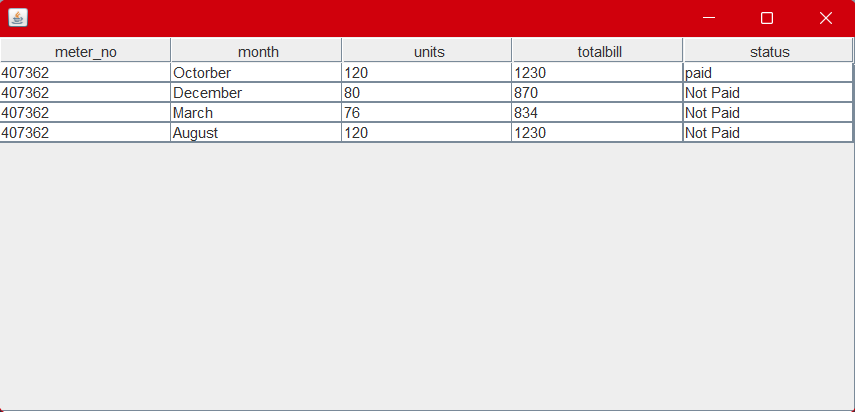 meter_no month units totalbill status
407362 Octorber 120 1230 paid
407362 December 80 870 Not Paid
407362 March 76 834 Not Paid
407362 August 120 1230 Not Paid